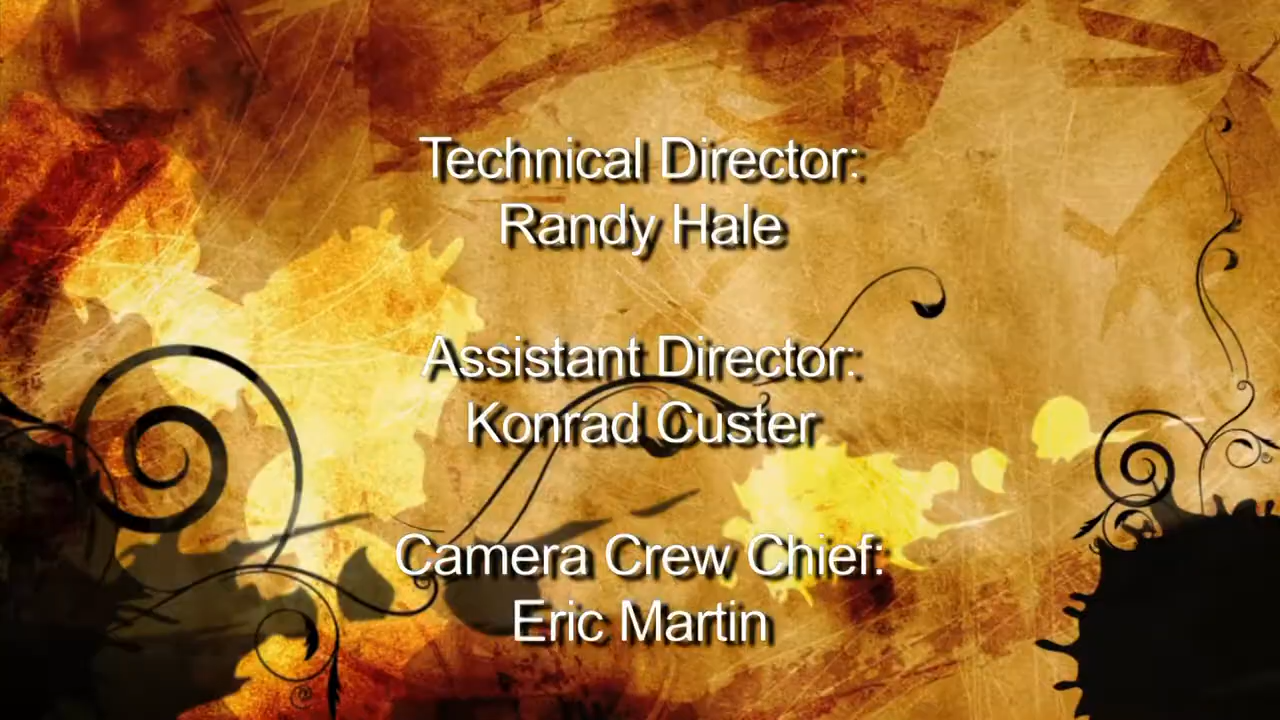 Technical Director:
Randy Hale
Assistant Director:
Konrad Custer
Camera Crew Chief:
Eric Martin